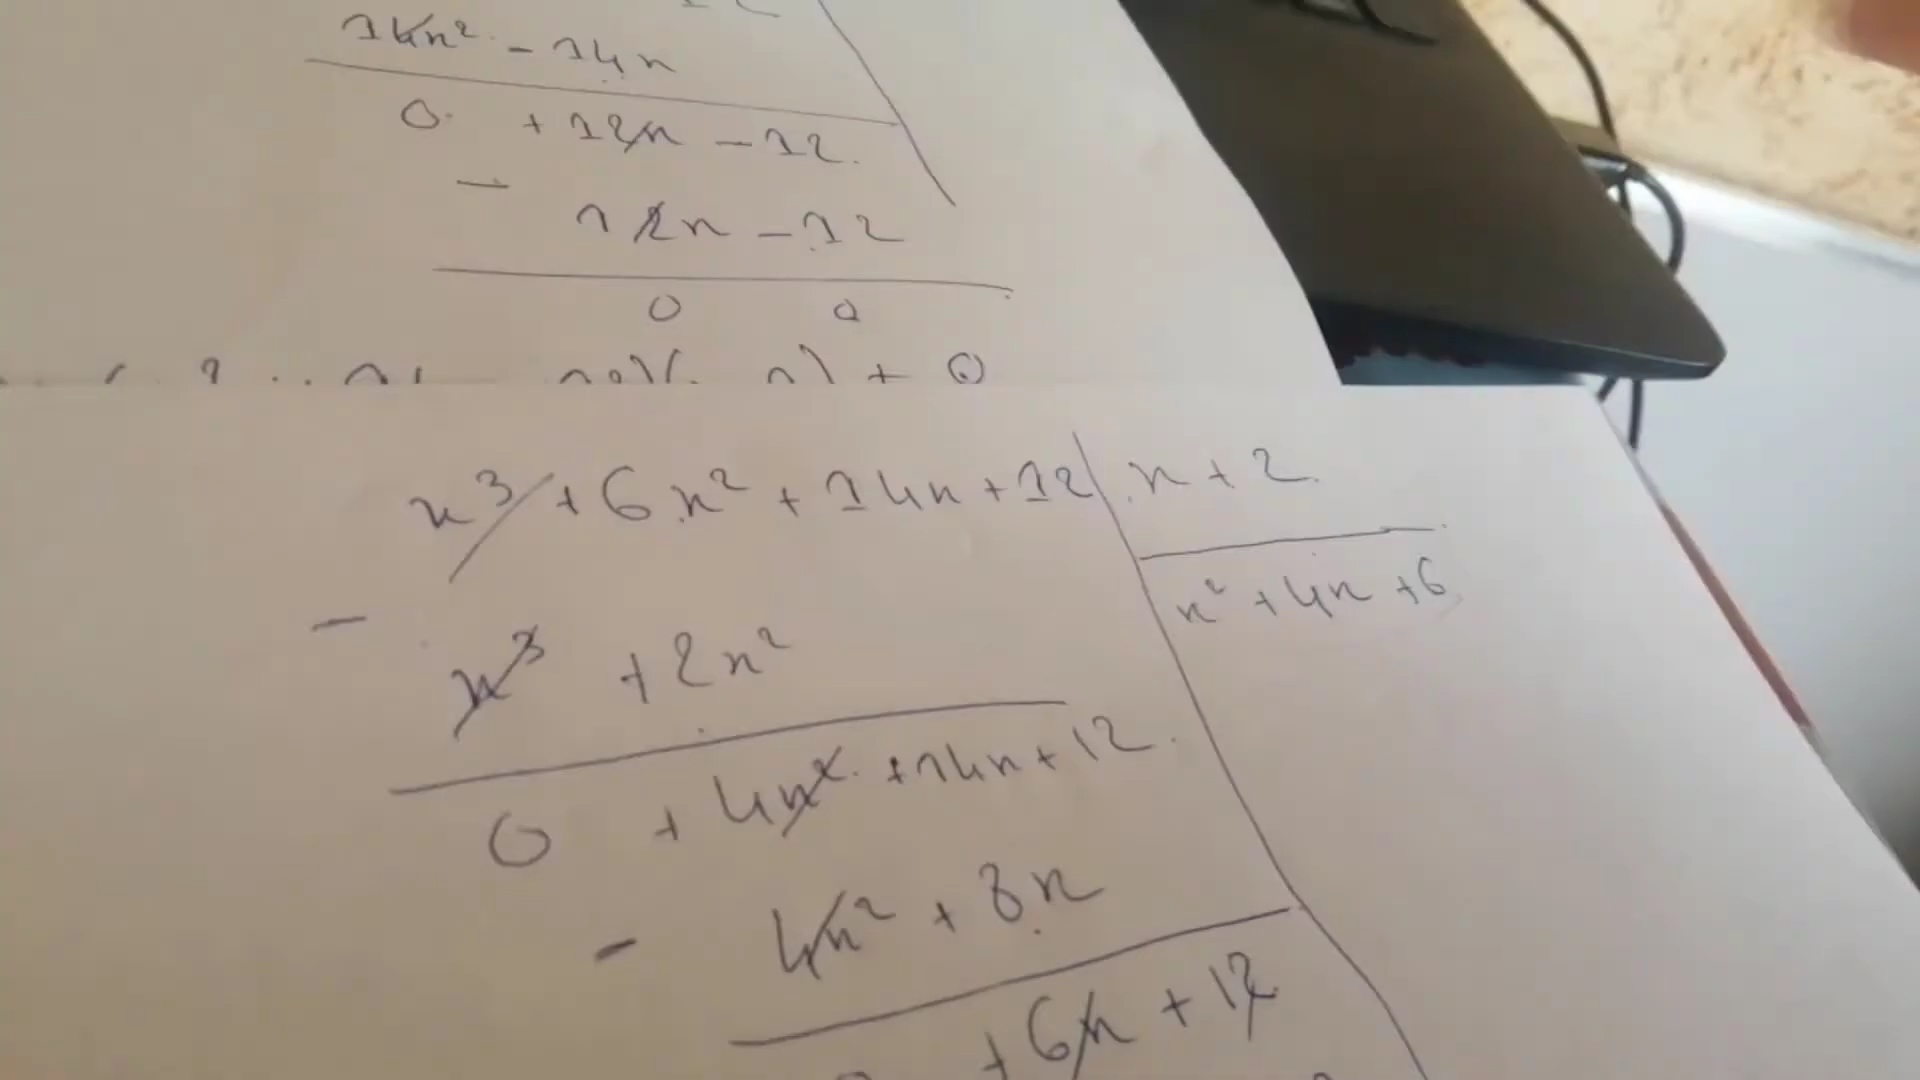 14x² - 14x
0 + 12x - 12
- 12x - 12
0 0
+ 0
x³ + 6x² + 14x + 12 | x + 2
x² + 4x + 6
- x³ + 2x²
0 + 4x² + 14x + 12
- 4x² + 8x
+ 6x + 12